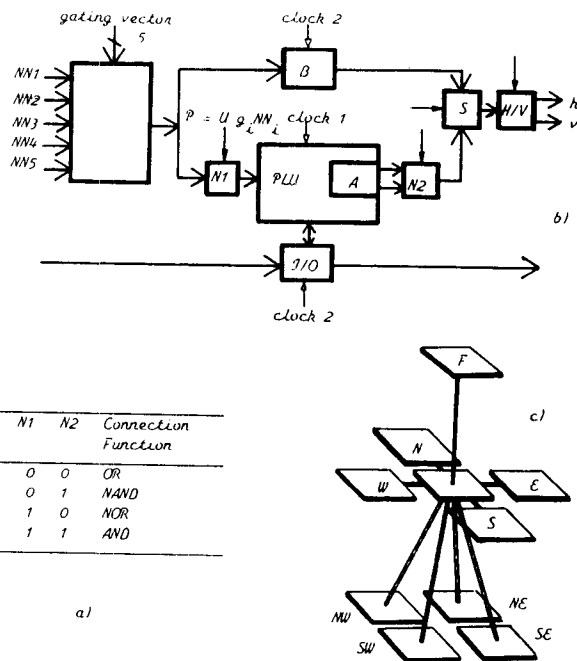 gating vector
5
clock 2
NN1
NN2
NN3
NN4
NN5
B
S
H/V
h
v
P = U g i NN i
clock 1
N1
PLU
A
N2
b)
I/O
clock 2
N1 N2 Connection Function
0 0 OR
0 1 NAND
1 0 NOR
1 1 AND
a)
F
c)
N
W
E
S
NW
NE
SW
SE